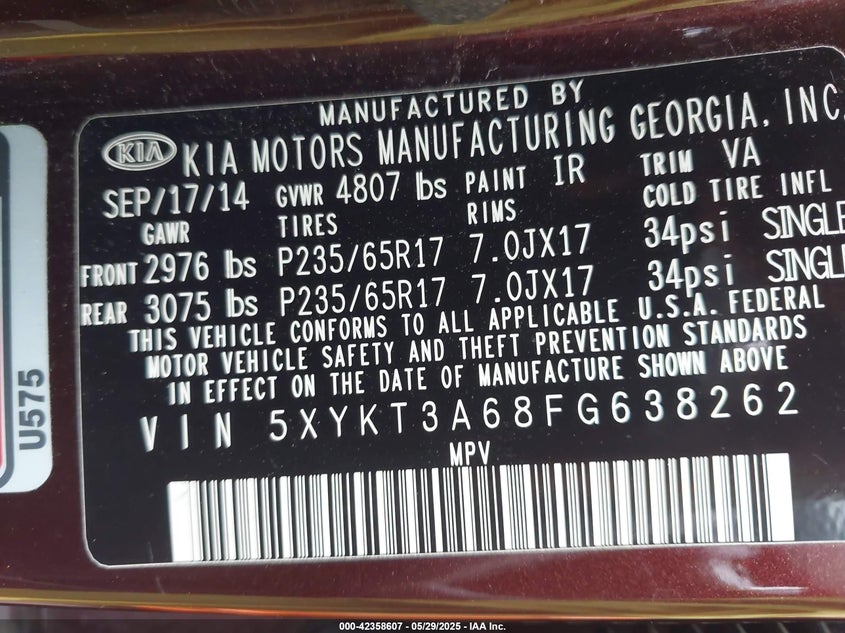 MANUFACTURED BY
KIA KIA MOTORS MANUFACTURING GEORGIA, INC.
SEP/17/14 GVWR 4807 lbs PAINT IR TRIM VA
GAWR TIRES RIMS COLD TIRE INFL
FRONT 2976 lbs P235/65R17 7.0JX17 34psi SINGLE
REAR 3075 lbs P235/65R17 7.0JX17 34psi SINGLE
THIS VEHICLE CONFORMS TO ALL APPLICABLE U.S.A. FEDERAL
MOTOR VEHICLE SAFETY AND THEFT PREVENTION STANDARDS
IN EFFECT ON THE DATE OF MANUFACTURE SHOWN ABOVE
VIN 5XYKT3A68FG638262
MPV
U575
000-42358607 - 05/29/2025 - IAA Inc.